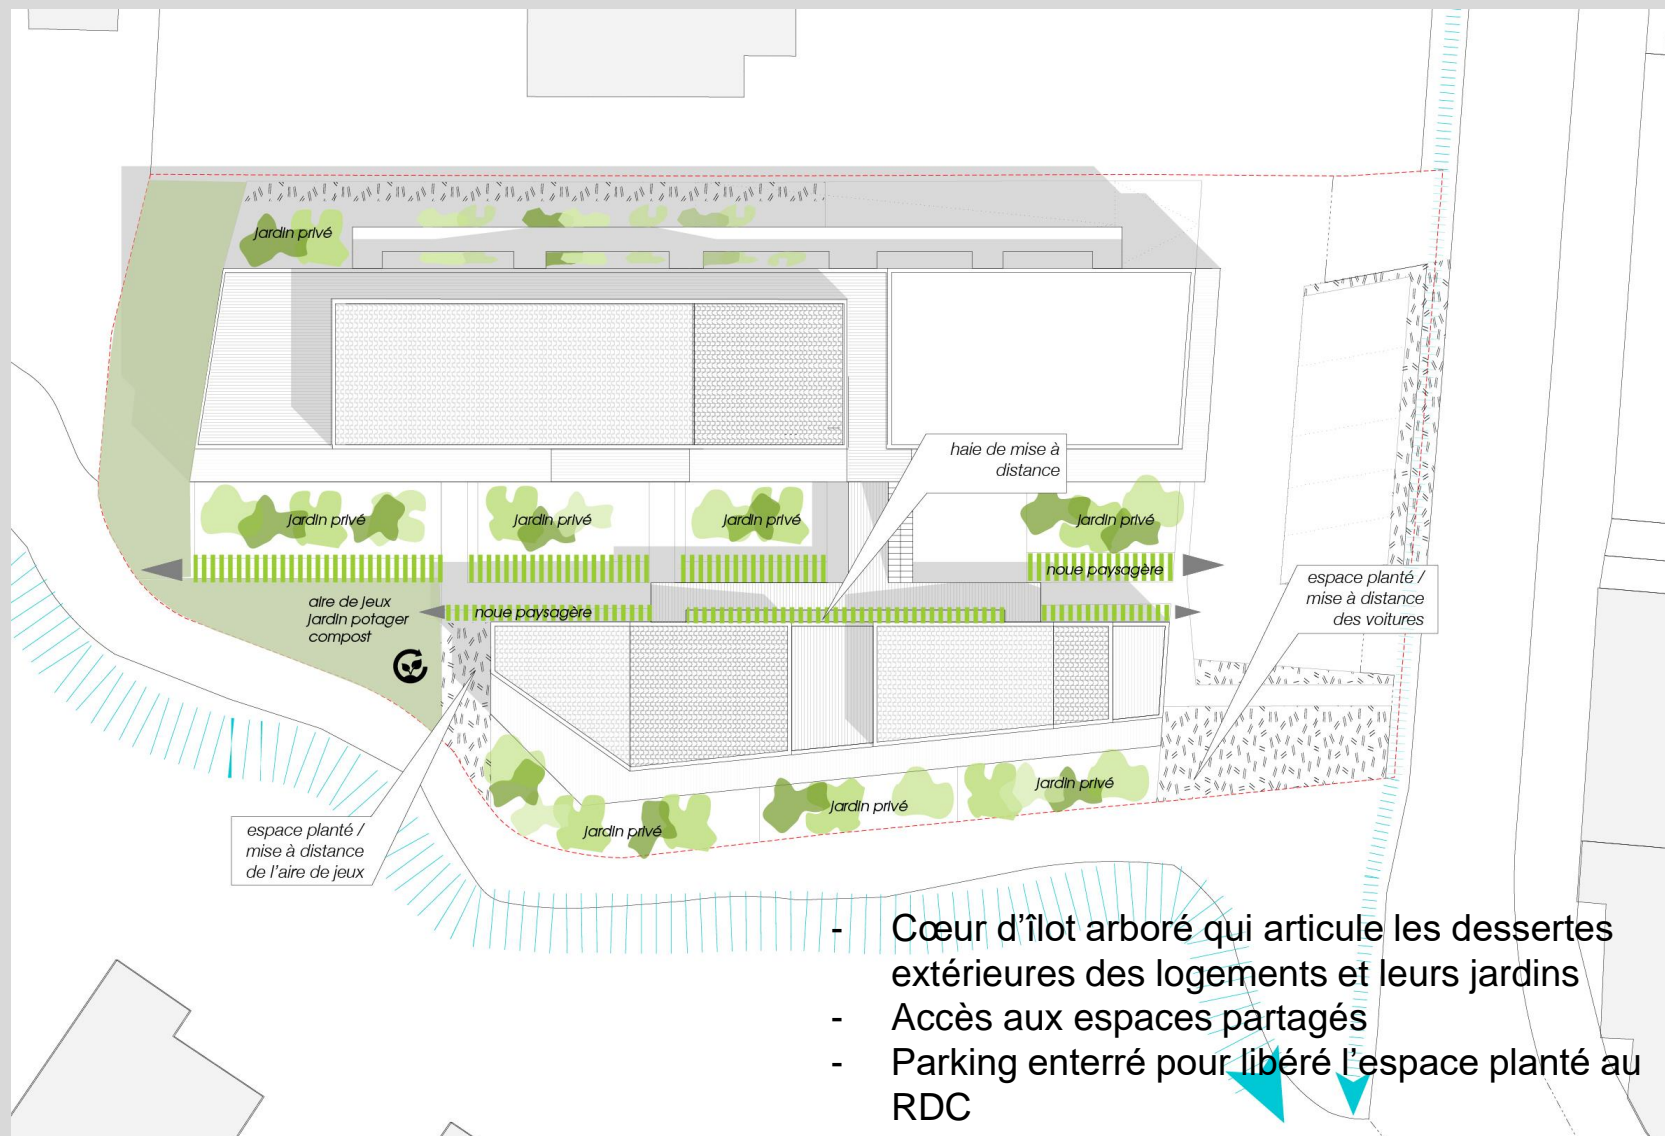 jardin privé
haie de mise à
distance
jardin privé
jardin privé
jardin privé
jardin privé
noue paysagère
espace planté /
mise à distance
des voitures
aire de jeux
jardin potager
compost
noue paysagère
jardin privé
jardin privé
jardin privé
espace planté /
mise à distance
de l'aire de jeux
- Cœur d’îlot arboré qui articule les dessertes
extérieures des logements et leurs jardins
- Accès aux espaces partagés
- Parking enterré pour libéré l’espace planté au
RDC